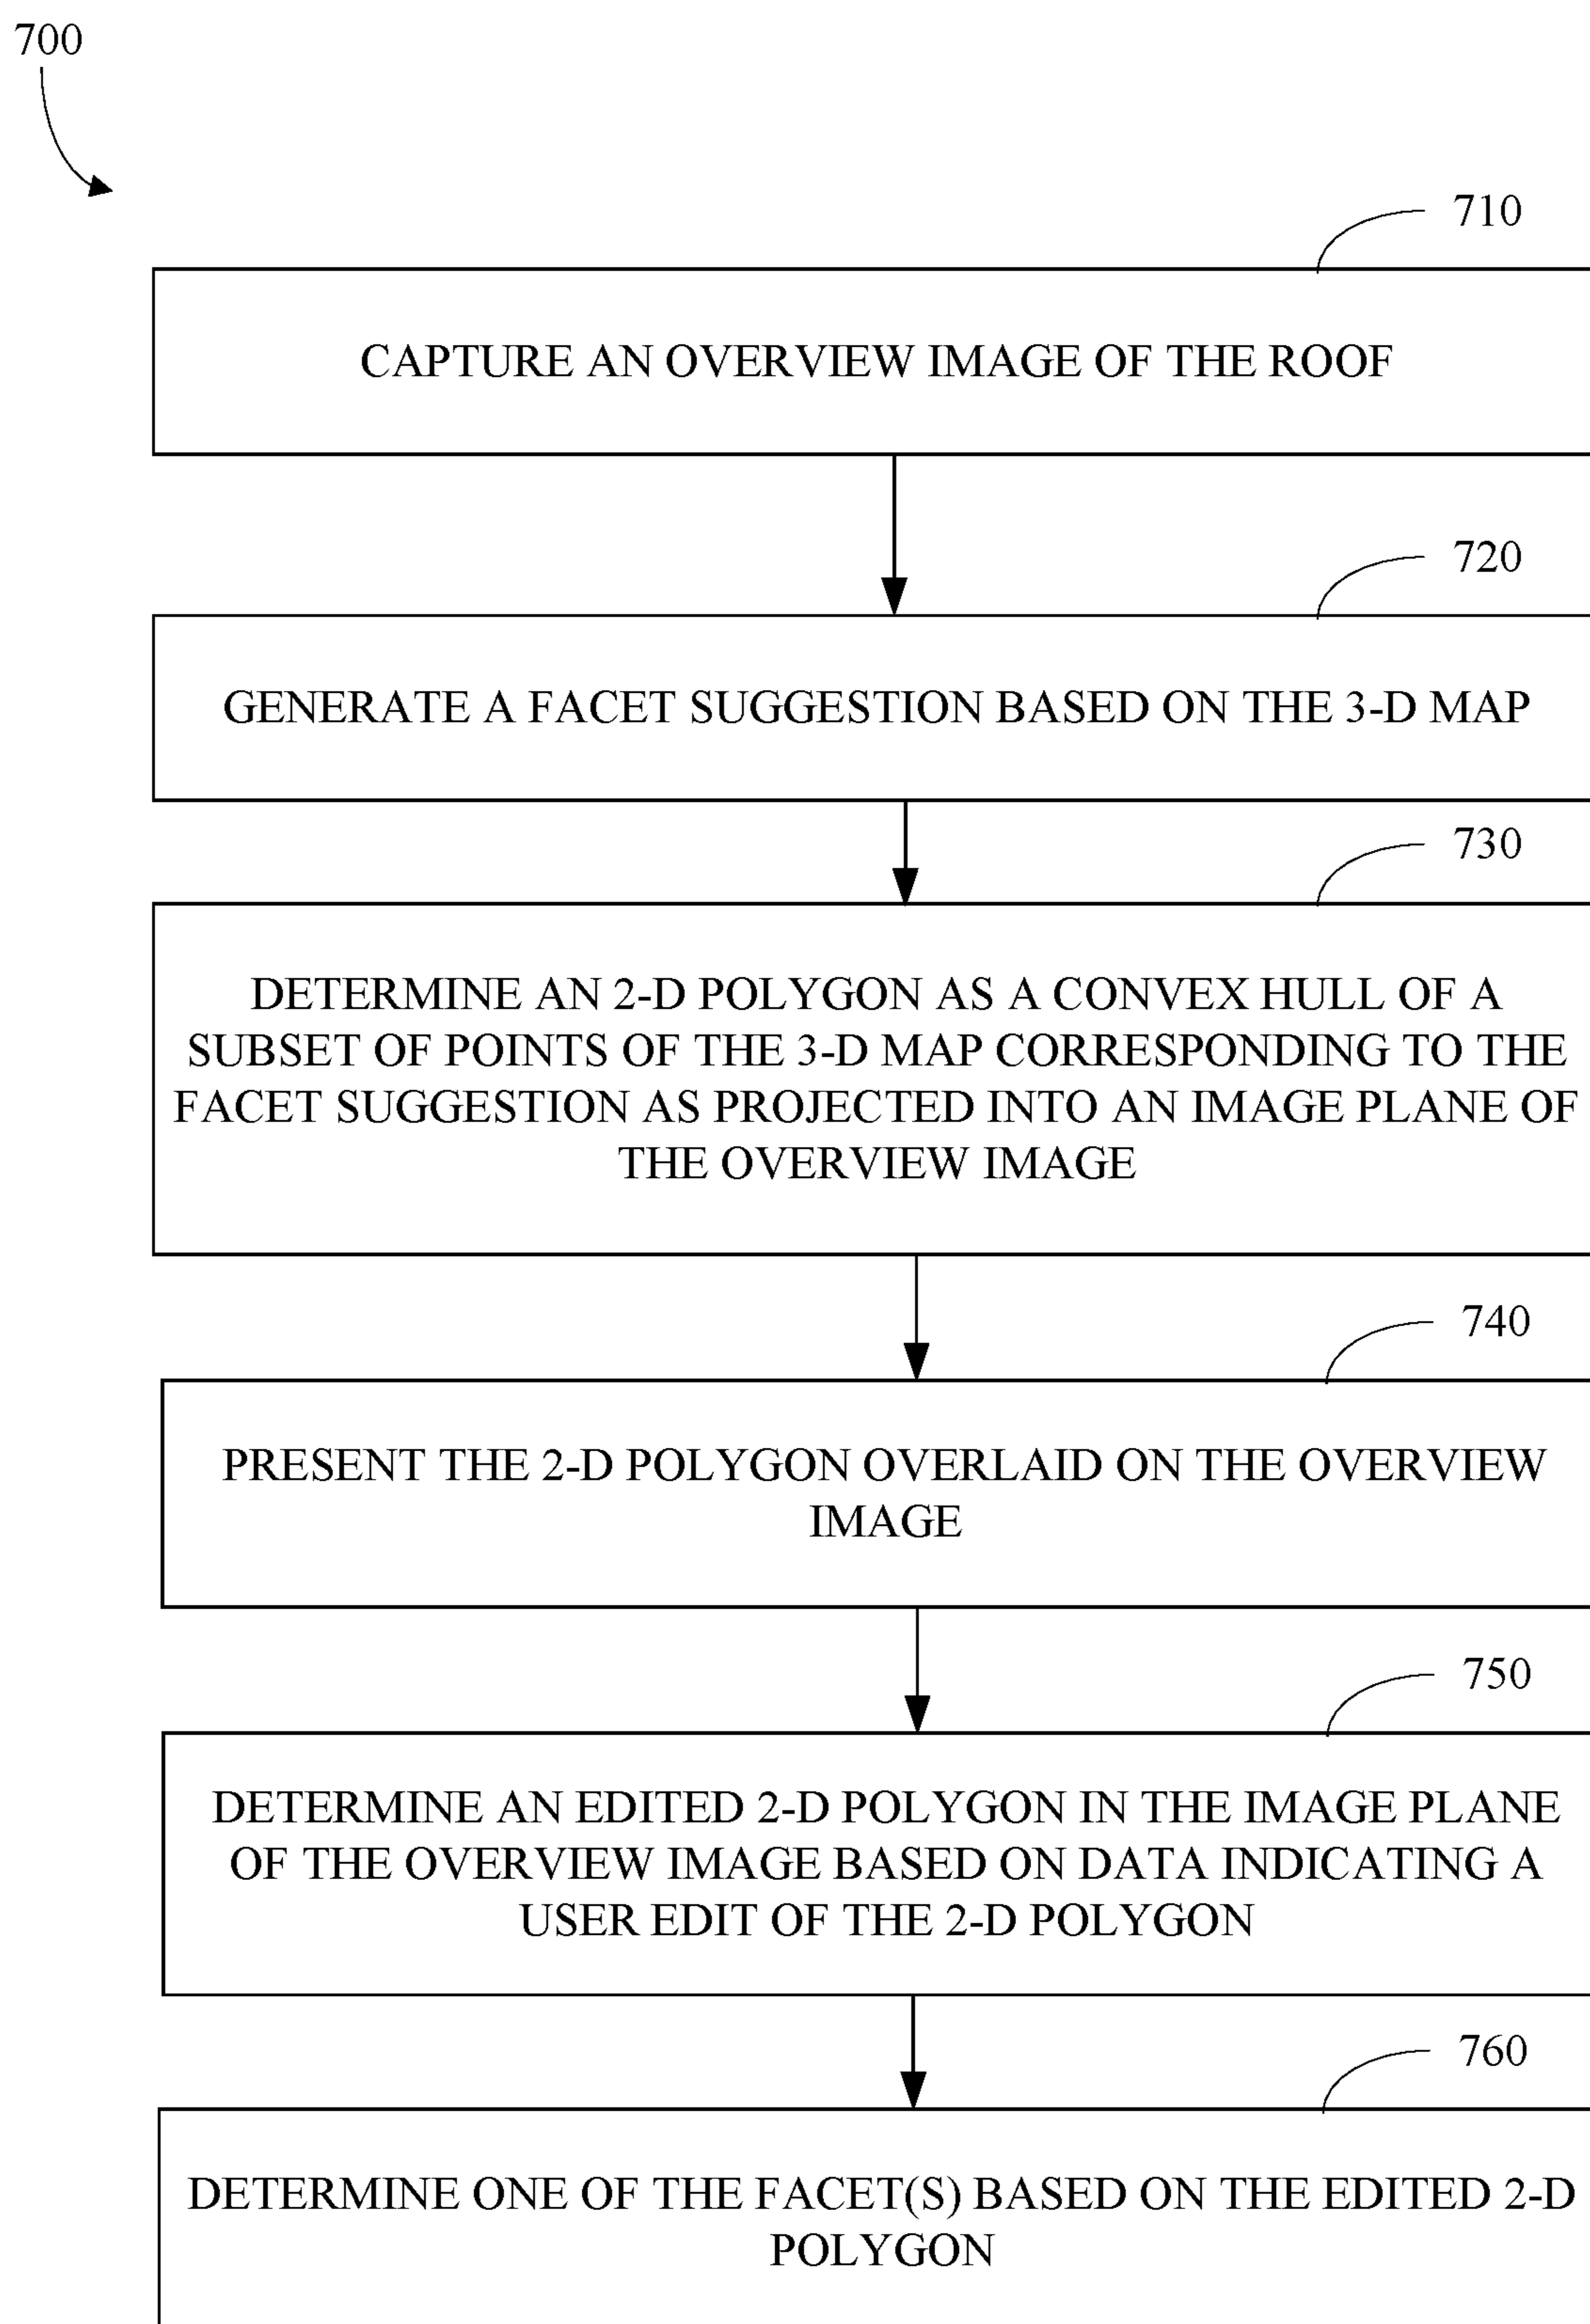 700
710
CAPTURE AN OVERVIEW IMAGE OF THE ROOF
720
GENERATE A FACET SUGGESTION BASED ON THE 3-D MAP
730
DETERMINE AN 2-D POLYGON AS A CONVEX HULL OF A
SUBSET OF POINTS OF THE 3-D MAP CORRESPONDING TO THE
FACET SUGGESTION AS PROJECTED INTO AN IMAGE PLANE OF
THE OVERVIEW IMAGE
740
PRESENT THE 2-D POLYGON OVERLAID ON THE OVERVIEW
IMAGE
750
DETERMINE AN EDITED 2-D POLYGON IN THE IMAGE PLANE
OF THE OVERVIEW IMAGE BASED ON DATA INDICATING A
USER EDIT OF THE 2-D POLYGON
760
DETERMINE ONE OF THE FACET(S) BASED ON THE EDITED 2-D
POLYGON